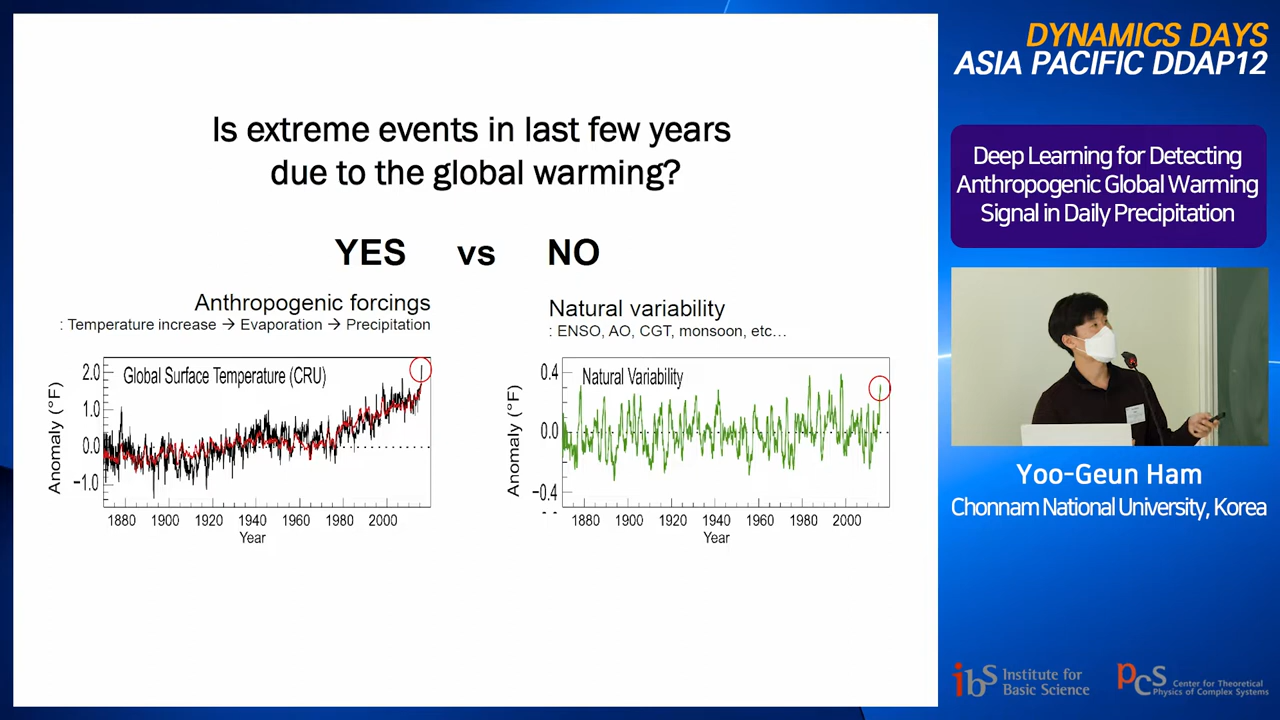 Is extreme events in last few years
due to the global warming?
YES vs NO
Anthropogenic forcings
: Temperature increase → Evaporation → Precipitation
Natural variability
: ENSO, AO, CGT, monsoon, etc...
Global Surface Temperature (CRU)
Anomaly (°F)
2.0
1.0
0.0
−1.0
1880 1900 1920 1940 1960 1980 2000
Year
Natural Variability
Anomaly (°F)
0.4
0.0
−0.4
1880 1900 1920 1940 1960 1980 2000
Year
DYNAMICS DAYS
ASIA PACIFIC DDAP12
Deep Learning for Detecting
Anthropogenic Global Warming
Signal in Daily Precipitation
Yoo-Geun Ham
Chonnam National University, Korea
ibS Institute for
Basic Science
PCS Center for Theoretical
Physics of Complex Systems